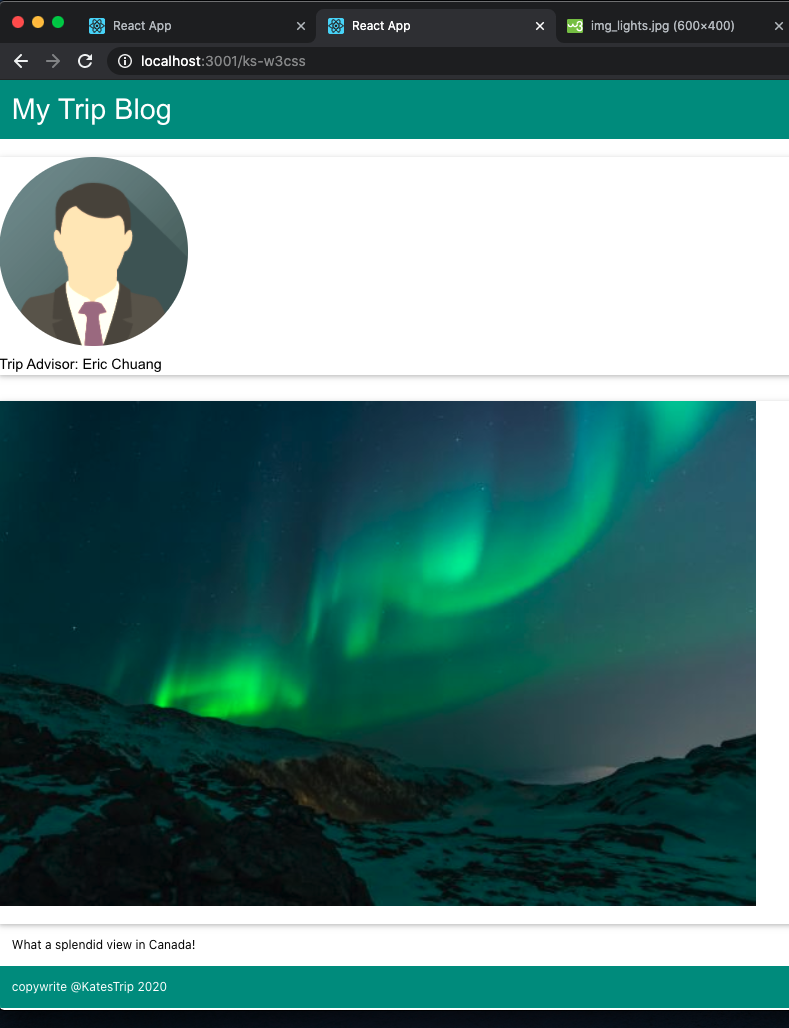 React App
React App
img_lights.jpg (600×400)
localhost:3001/ks-w3css
My Trip Blog
Trip Advisor: Eric Chuang
What a splendid view in Canada!
copywrite @KatesTrip 2020